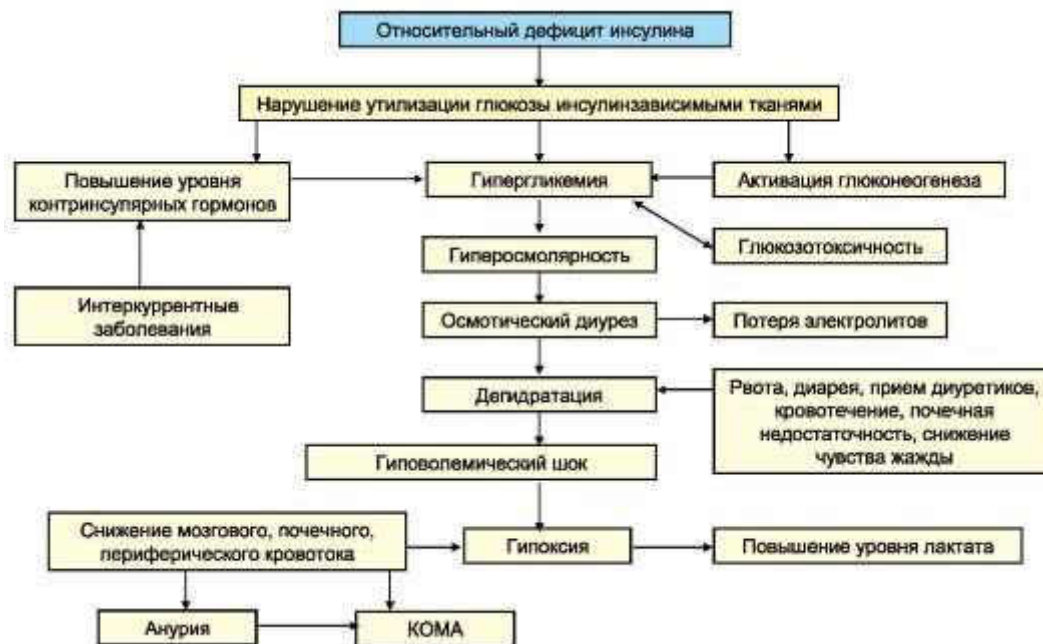 Относительный дефицит инсулина
Нарушение утилизации глюкозы инсулинзависимыми тканями
Повышение уровня
контринсулярных гормонов
Гипергликемия
Активация глюконеогенеза
Глюкозотоксичность
Гиперосмолярность
Интеркуррентные
заболевания
Осмотический диурез
Потеря электролитов
Дегидратация
Рвота, диарея, прием диуретиков,
кровотечение, почечная
недостаточность, снижение
чувства жажды
Гиповолемический шок
Снижение мозгового, почечного,
периферического кровотока
Гипоксия
Повышение уровня лактата
Анурия
КОМА